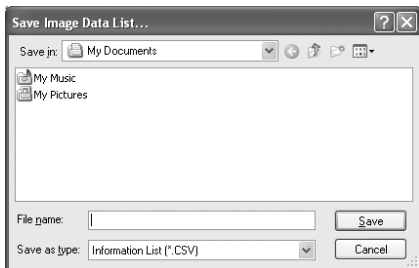 Save Image Data List...
Save in: My Documents
My Music
My Pictures
File name: Save
Save as type: Information List (*.CSV) Cancel